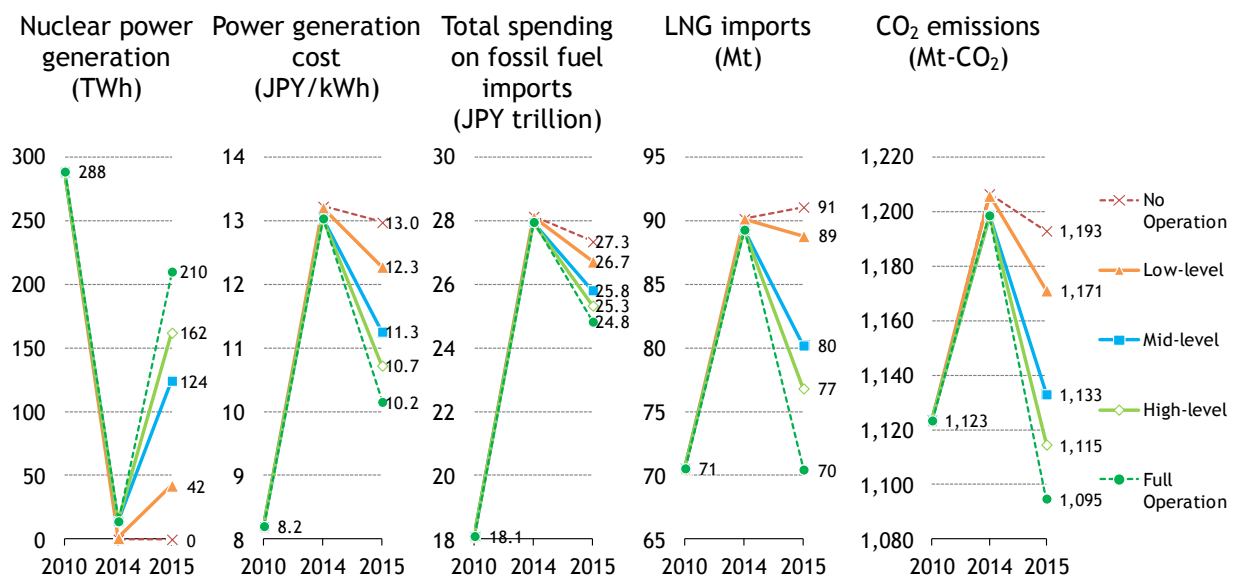 Nuclear power
generation
(TWh)
300
250
200
150
100
50
0
288
210
162
124
42
0
2010 2014 2015
Power generation
cost
(JPY/kWh)
14
13
12
11
10
9
8
13.0
12.3
11.3
10.7
10.2
8.2
2010 2014 2015
Total spending
on fossil fuel
imports
(JPY trillion)
30
28
26
24
22
20
18
27.3
26.7
25.8
25.3
24.8
18.1
2010 2014 2015
LNG imports
(Mt)
95
90
85
80
75
70
65
91
89
80
77
71
70
2010 2014 2015
CO₂ emissions
(Mt-CO₂)
1,220
1,200
1,180
1,160
1,140
1,120
1,100
1,080
1,193
1,171
1,133
1,123
1,115
1,095
2010 2014 2015
No
Operation
Low-level
Mid-level
High-level
Full
Operation